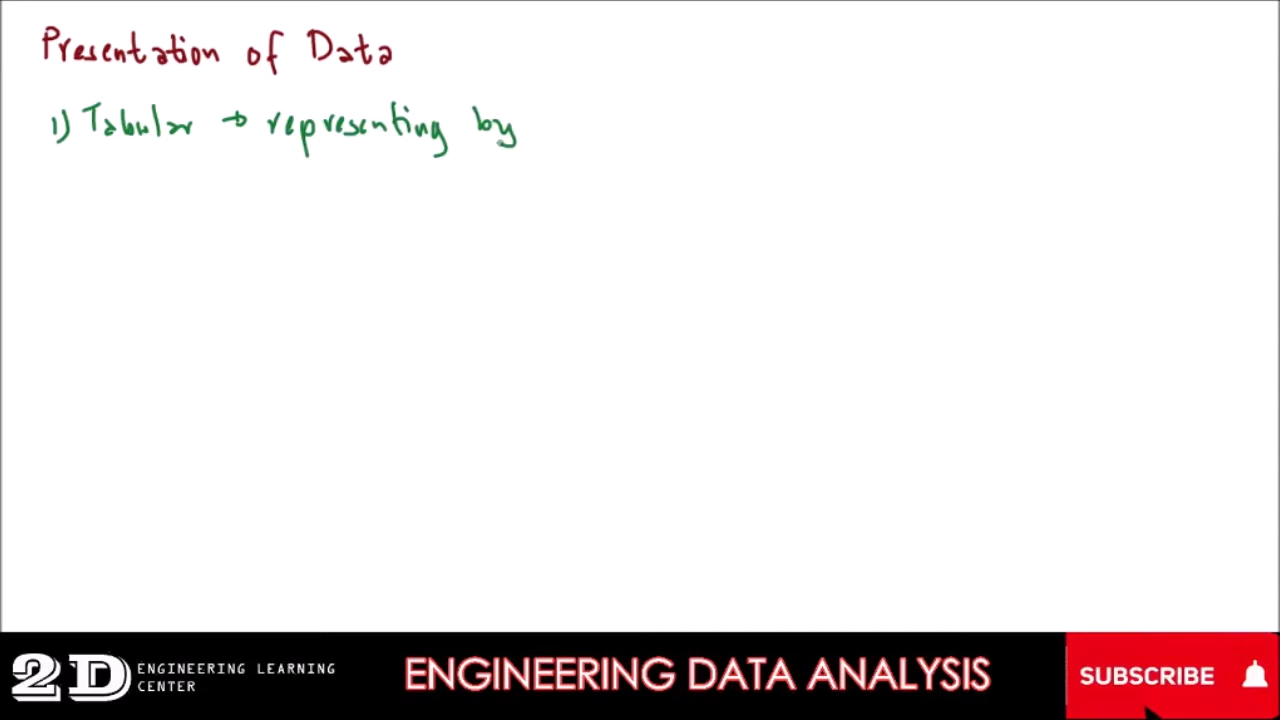 Presentation of Data
1) Tabular → representing by
2D ENGINEERING LEARNING
CENTER
ENGINEERING DATA ANALYSIS
SUBSCRIBE